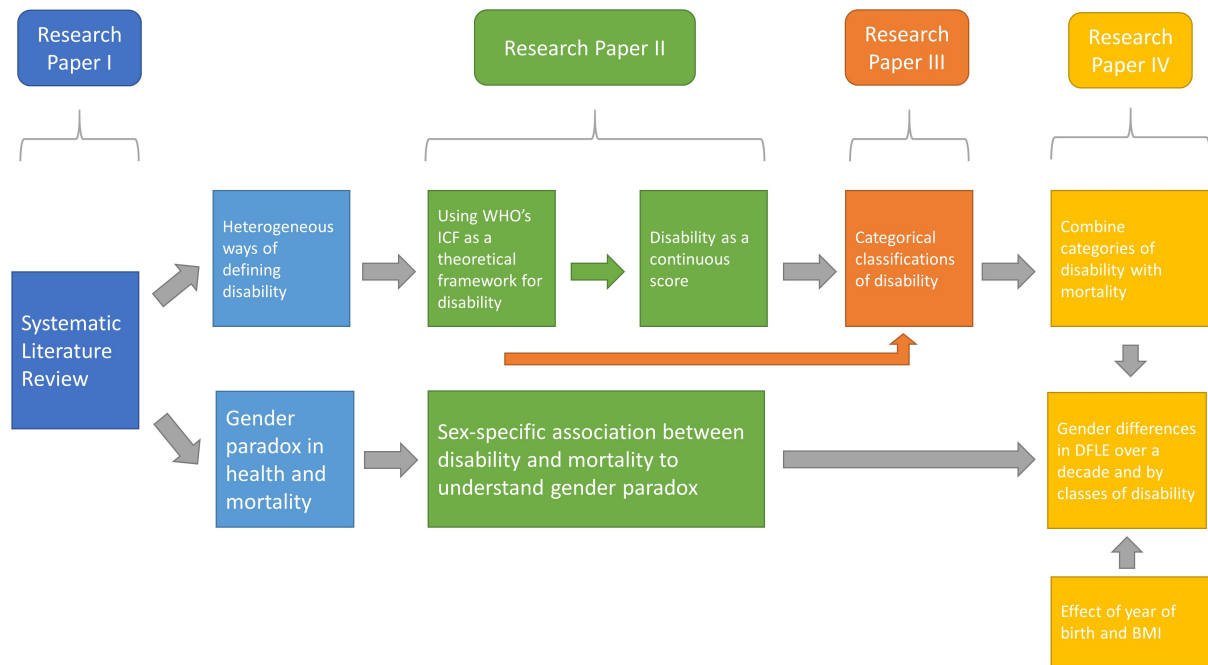 Research
Paper I
Research Paper II
Research
Paper III
Research
Paper IV
Systematic
Literature
Review
Heterogeneous
ways of
defining
disability
Using WHO's
ICF as a
theoretical
framework for
disability
Disability as a
continuous
score
Categorical
classifications
of disability
Combine
categories of
disability with
mortality
Gender
paradox in
health and
mortality
Sex-specific association between
disability and mortality to
understand gender paradox
Gender differences
in DFLE over a
decade and by
classes of disability
Effect of year of
birth and BMI